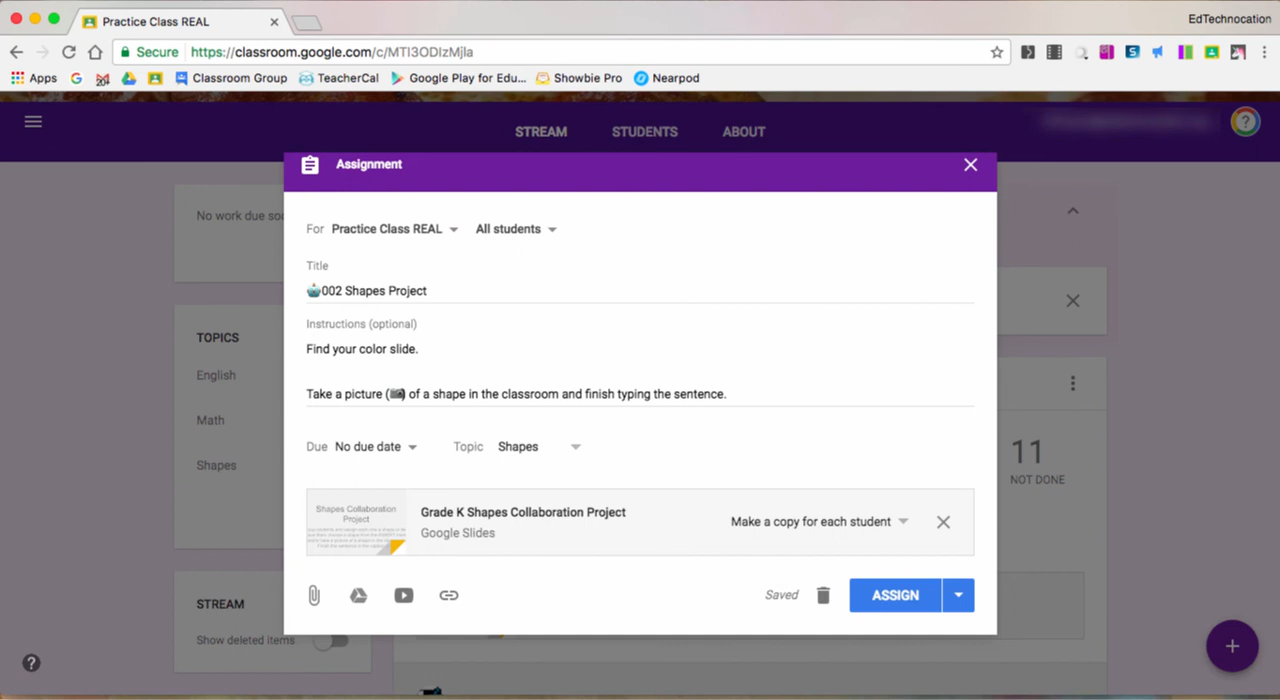 Practice Class REAL
EdTechnocation
Secure https://classroom.google.com/c/MTI3ODIzMjla
Apps Classroom Group TeacherCal Google Play for Edu... Showbie Pro Nearpod
STREAM STUDENTS ABOUT
Assignment
No work due soo
For Practice Class REAL All students
Title
002 Shapes Project
Instructions (optional)
Find your color slide.
Take a picture (📷) of a shape in the classroom and finish typing the sentence.
TOPICS
English
Math
Shapes
Due No due date Topic Shapes
11
NOT DONE
Shapes Collaboration
Project
Grade K Shapes Collaboration Project
Google Slides
Make a copy for each student
Saved ASSIGN
STREAM
Show deleted items